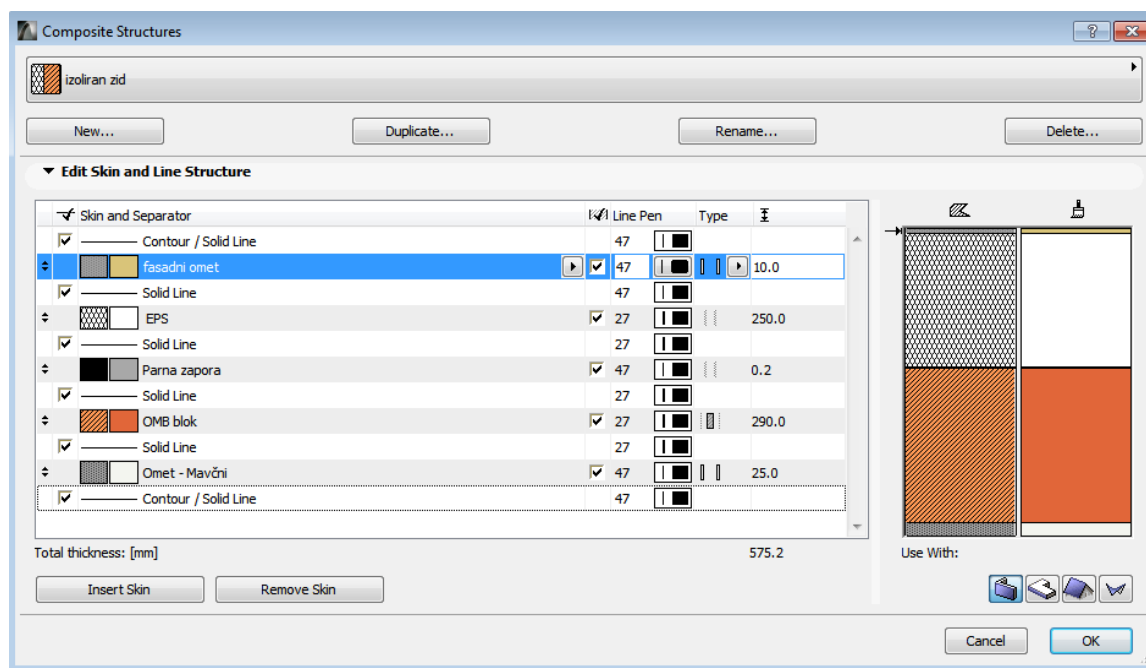 Composite Structures
izoliran zid
New... Duplicate... Rename... Delete...
Edit Skin and Line Structure
Skin and Separator Line Pen Type
Contour / Solid Line 47
fasadni omet 47 10.0
Solid Line 47
EPS 27 250.0
Solid Line 27
Parna zapora 47 0.2
Solid Line 27
OMB blok 27 290.0
Solid Line 27
Omet - Mavčni 47 25.0
Contour / Solid Line 47
Total thickness: [mm] 575.2 Use With:
Insert Skin Remove Skin
Cancel OK